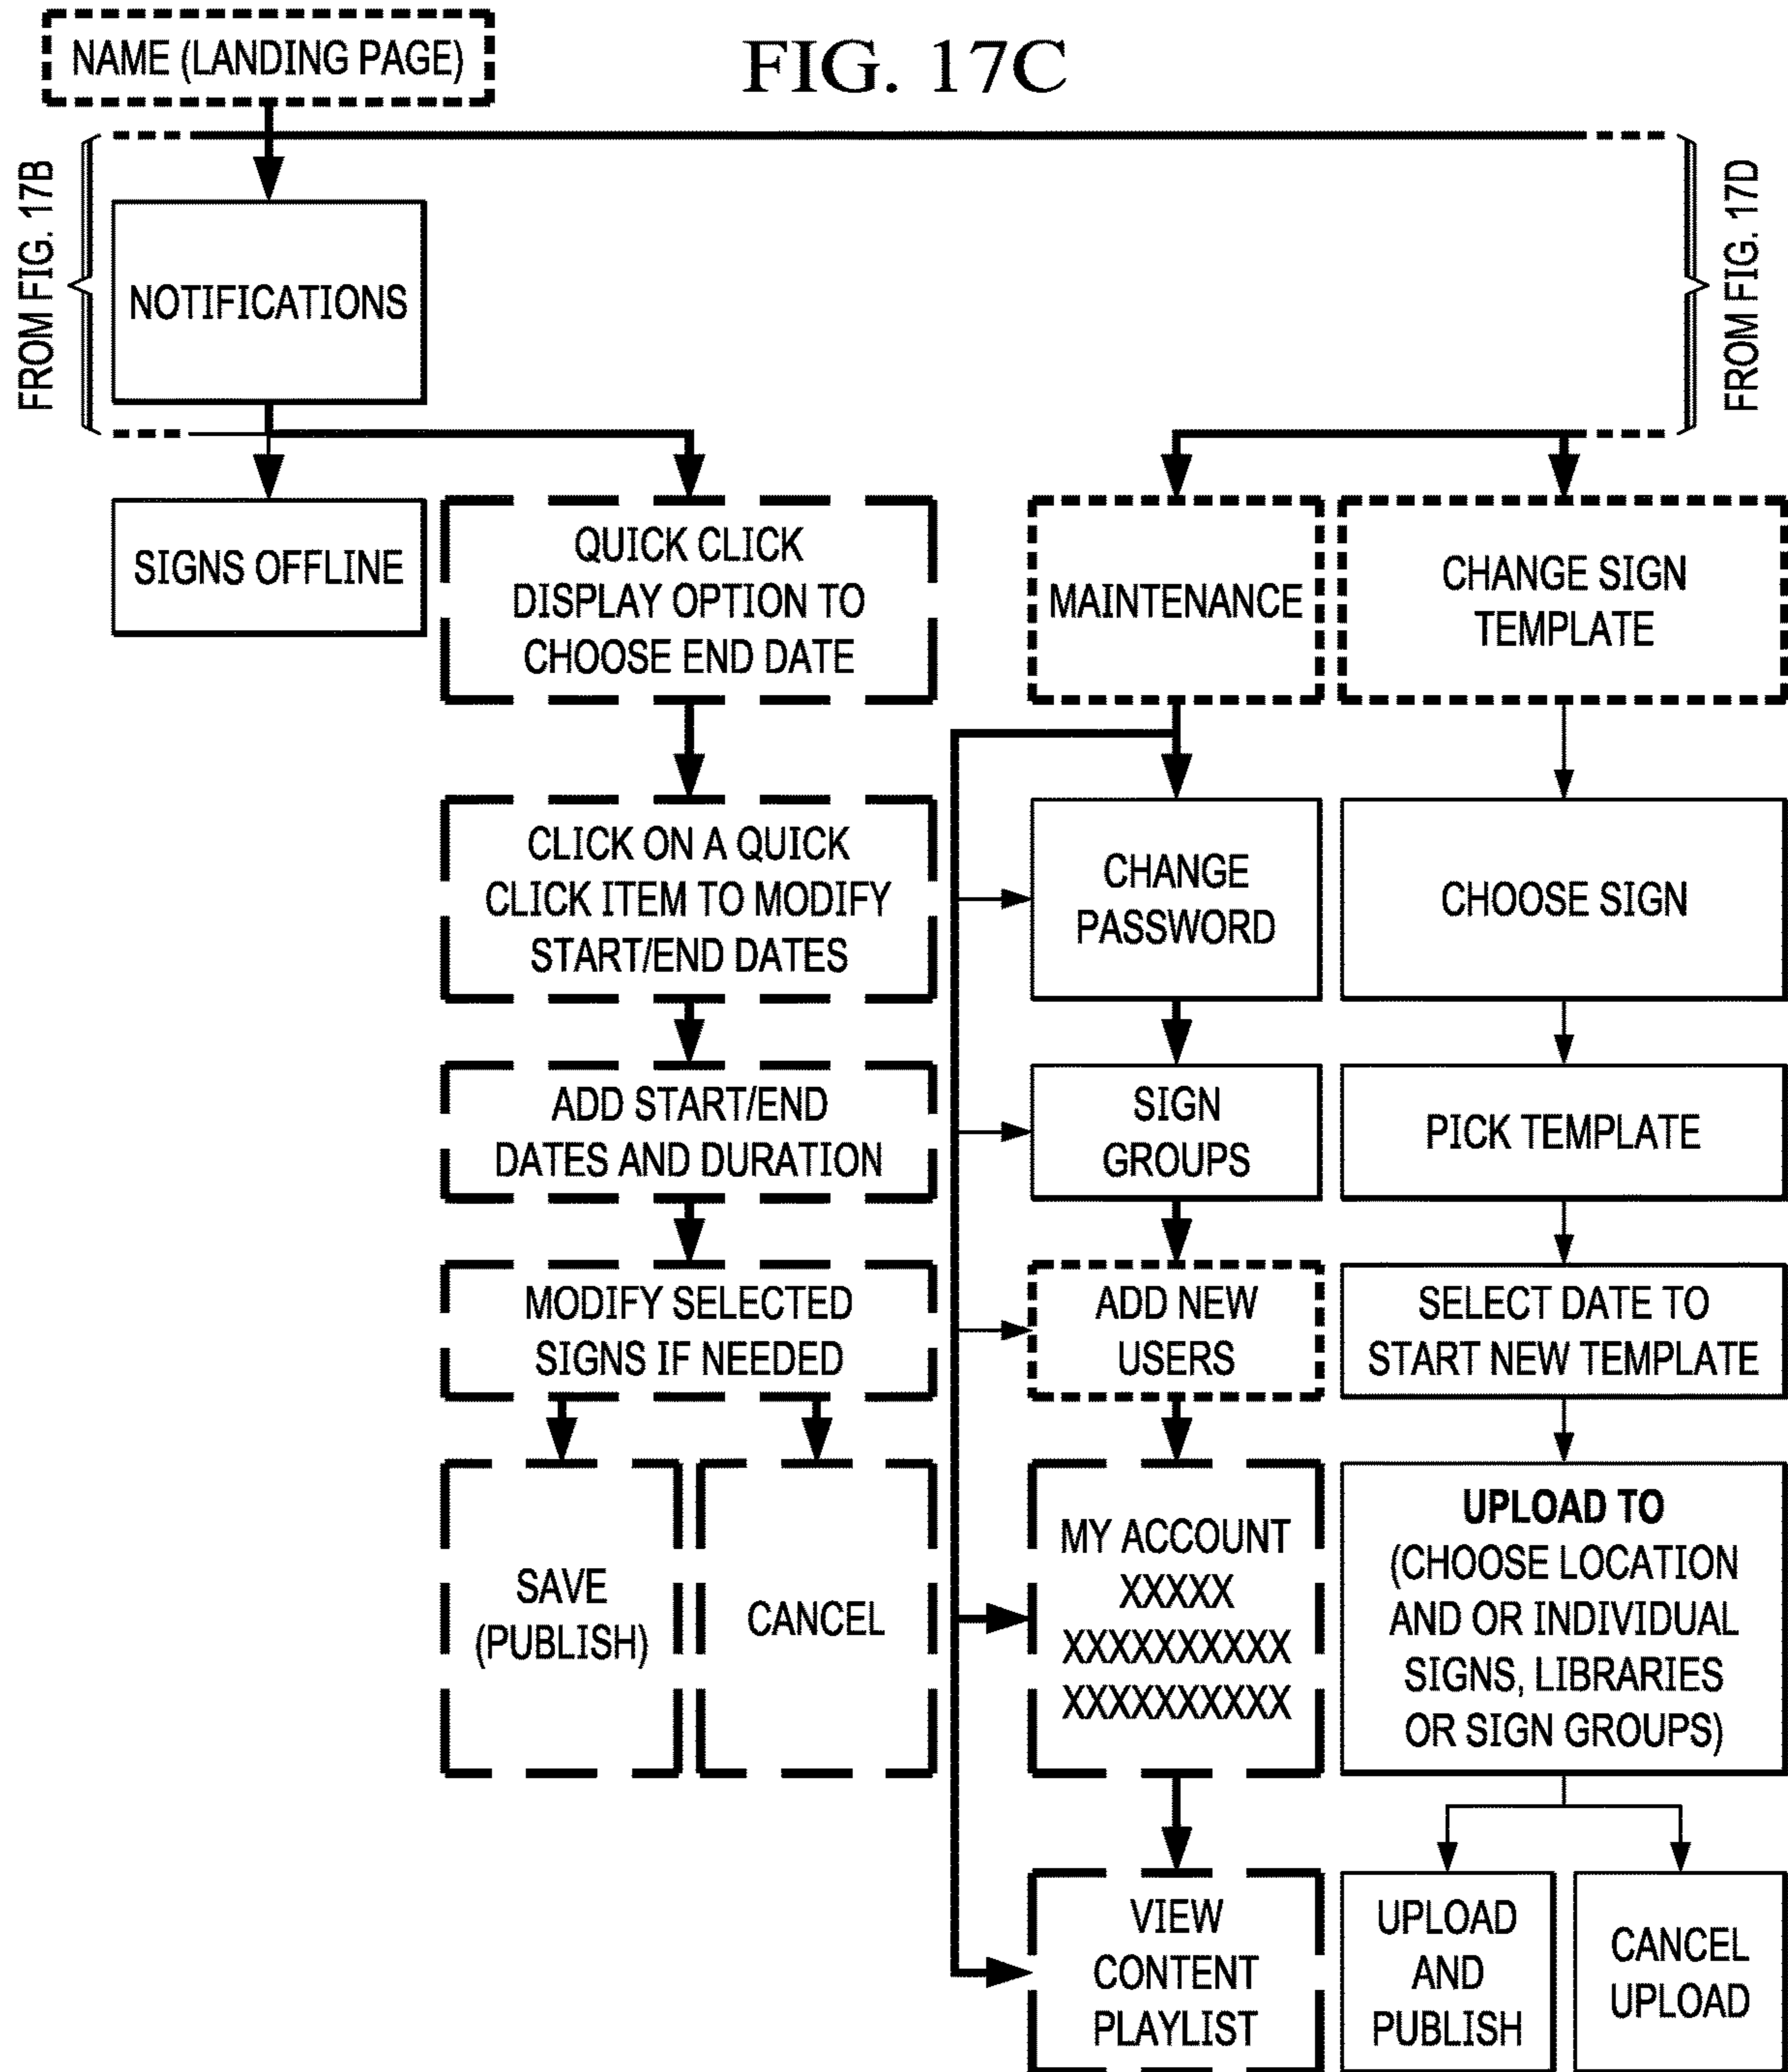 NAME (LANDING PAGE)
FIG. 17C
FROM FIG. 17B
FROM FIG. 17D
NOTIFICATIONS
SIGNS OFFLINE
QUICK CLICK
DISPLAY OPTION TO
CHOOSE END DATE
CLICK ON A QUICK
CLICK ITEM TO MODIFY
START/END DATES
ADD START/END
DATES AND DURATION
MODIFY SELECTED
SIGNS IF NEEDED
SAVE
(PUBLISH)
CANCEL
MAINTENANCE
CHANGE
PASSWORD
SIGN
GROUPS
ADD NEW
USERS
MY ACCOUNT
XXXXX
XXXXXXXXXX
XXXXXXXXXX
VIEW
CONTENT
PLAYLIST
CHANGE SIGN
TEMPLATE
CHOOSE SIGN
PICK TEMPLATE
SELECT DATE TO
START NEW TEMPLATE
UPLOAD TO
(CHOOSE LOCATION
AND OR INDIVIDUAL
SIGNS, LIBRARIES
OR SIGN GROUPS)
UPLOAD
AND
PUBLISH
CANCEL
UPLOAD